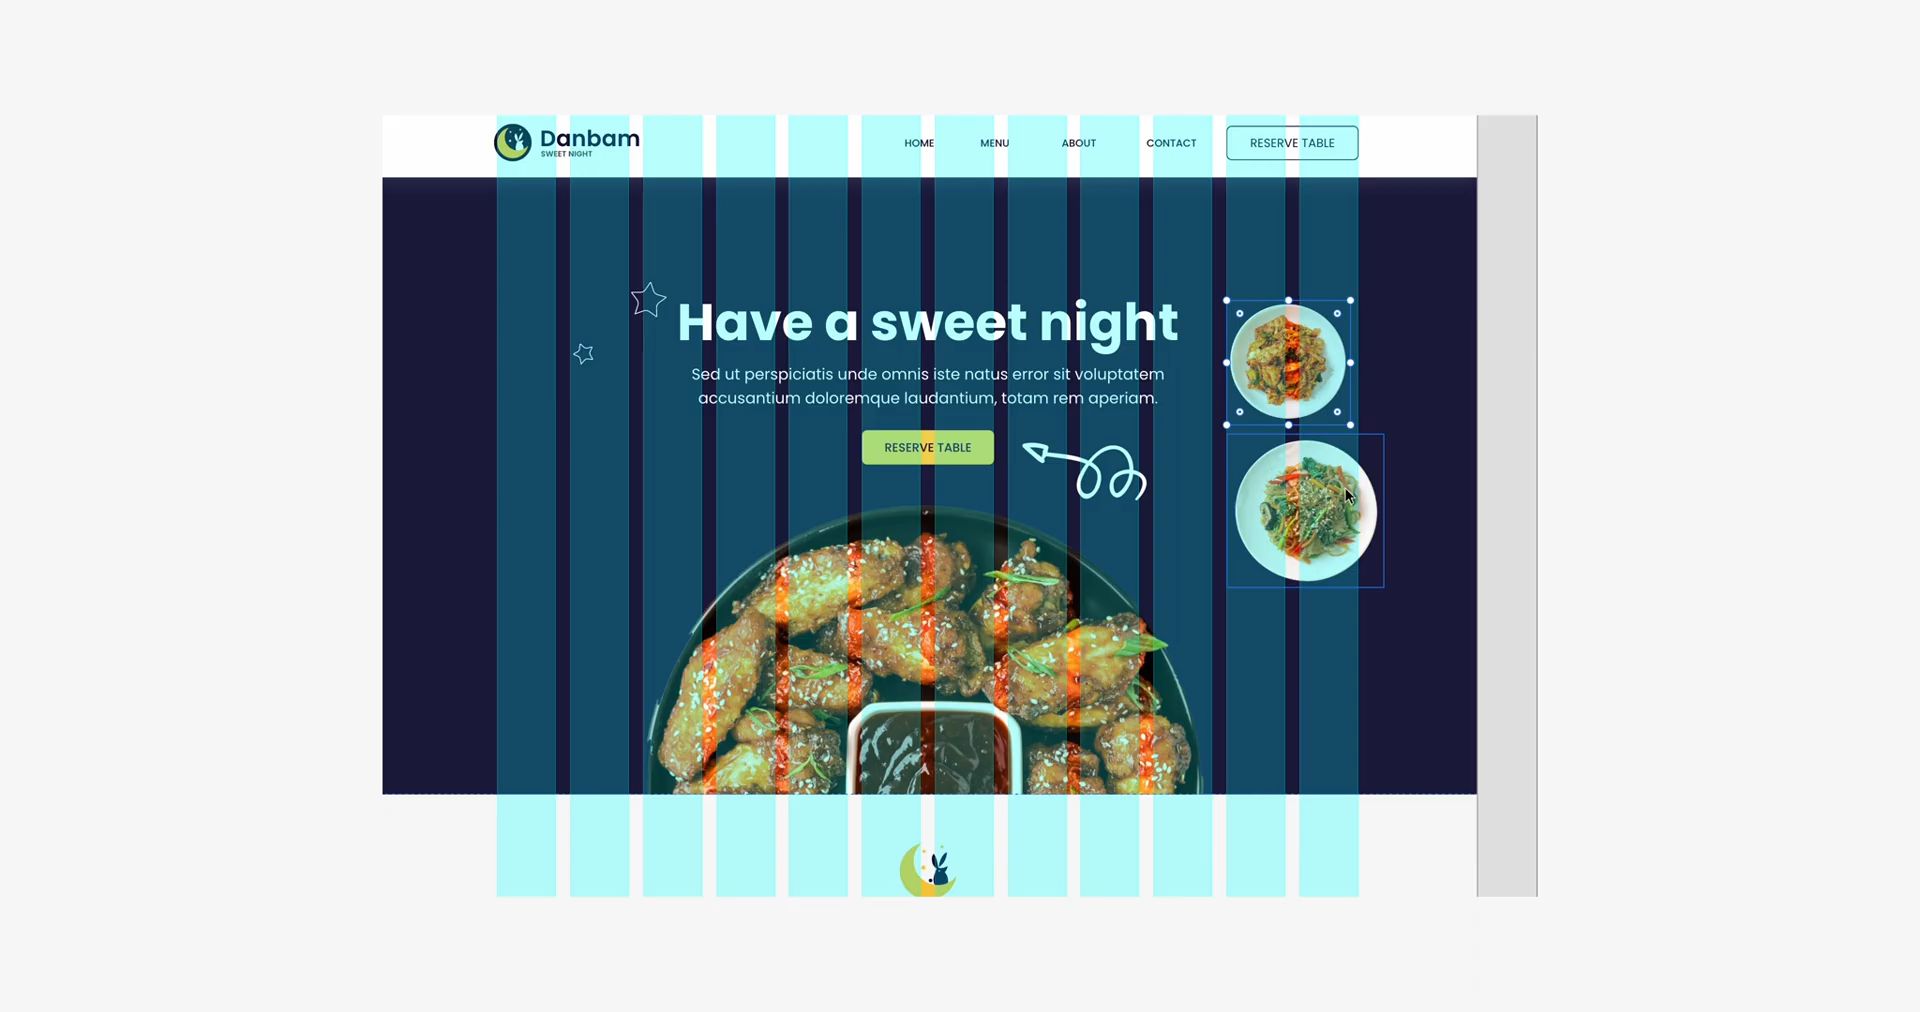 Danbam
SWEET NIGHT
HOME
MENU
ABOUT
CONTACT
RESERVE TABLE
Have a sweet night
Sed ut perspiciatis unde omnis iste natus error sit voluptatem
accusantium doloremque laudantium, totam rem aperiam.
RESERVE TABLE